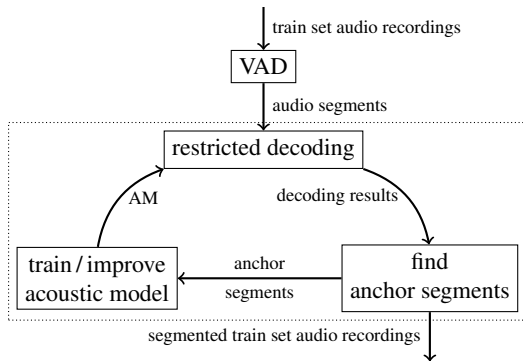 train set audio recordings
VAD
audio segments
restricted decoding
AM
decoding results
train / improve
acoustic model
anchor
segments
find
anchor segments
segmented train set audio recordings